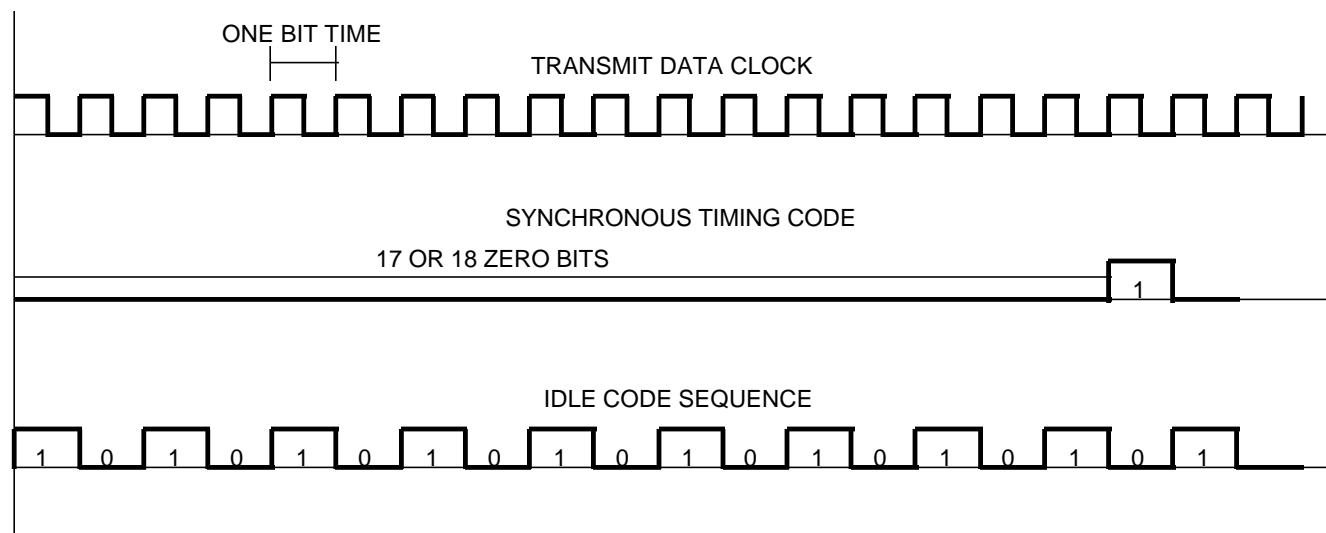 ONE BIT TIME
TRANSMIT DATA CLOCK
SYNCHRONOUS TIMING CODE
17 OR 18 ZERO BITS
1
IDLE CODE SEQUENCE
1 0 1 0 1 0 1 0 1 0 1 0 1 0 1 0 1 0 1